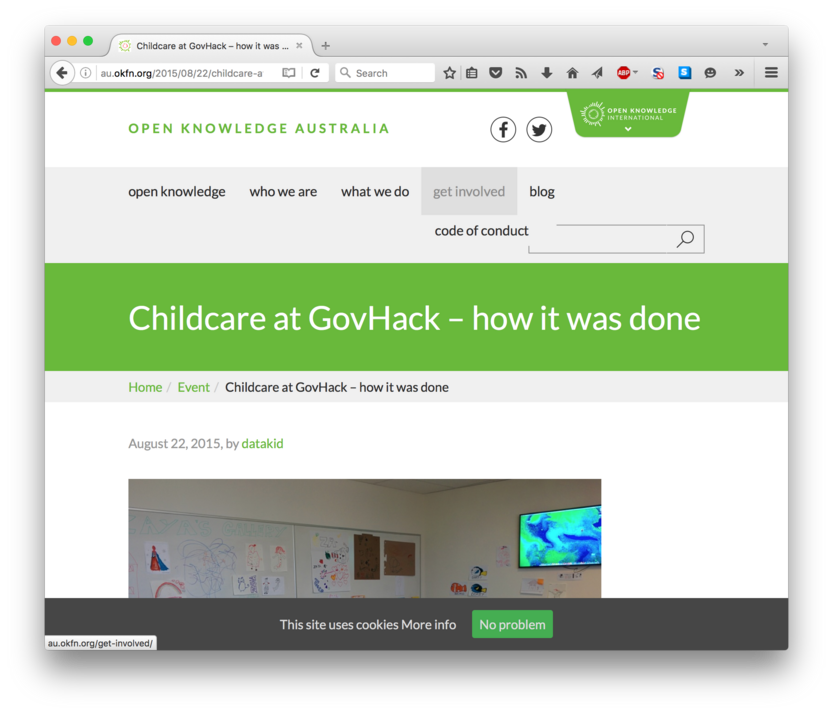 Childcare at GovHack – how it was ...
au.okfn.org/2015/08/22/childcare-a
Search
ABP
S
S
OPEN KNOWLEDGE AUSTRALIA
OPEN KNOWLEDGE
INTERNATIONAL
open knowledge
who we are
what we do
get involved
blog
code of conduct
Childcare at GovHack – how it was done
Home / Event / Childcare at GovHack – how it was done
August 22, 2015, by datakid
This site uses cookies More info
No problem
au.okfn.org/get-involved/